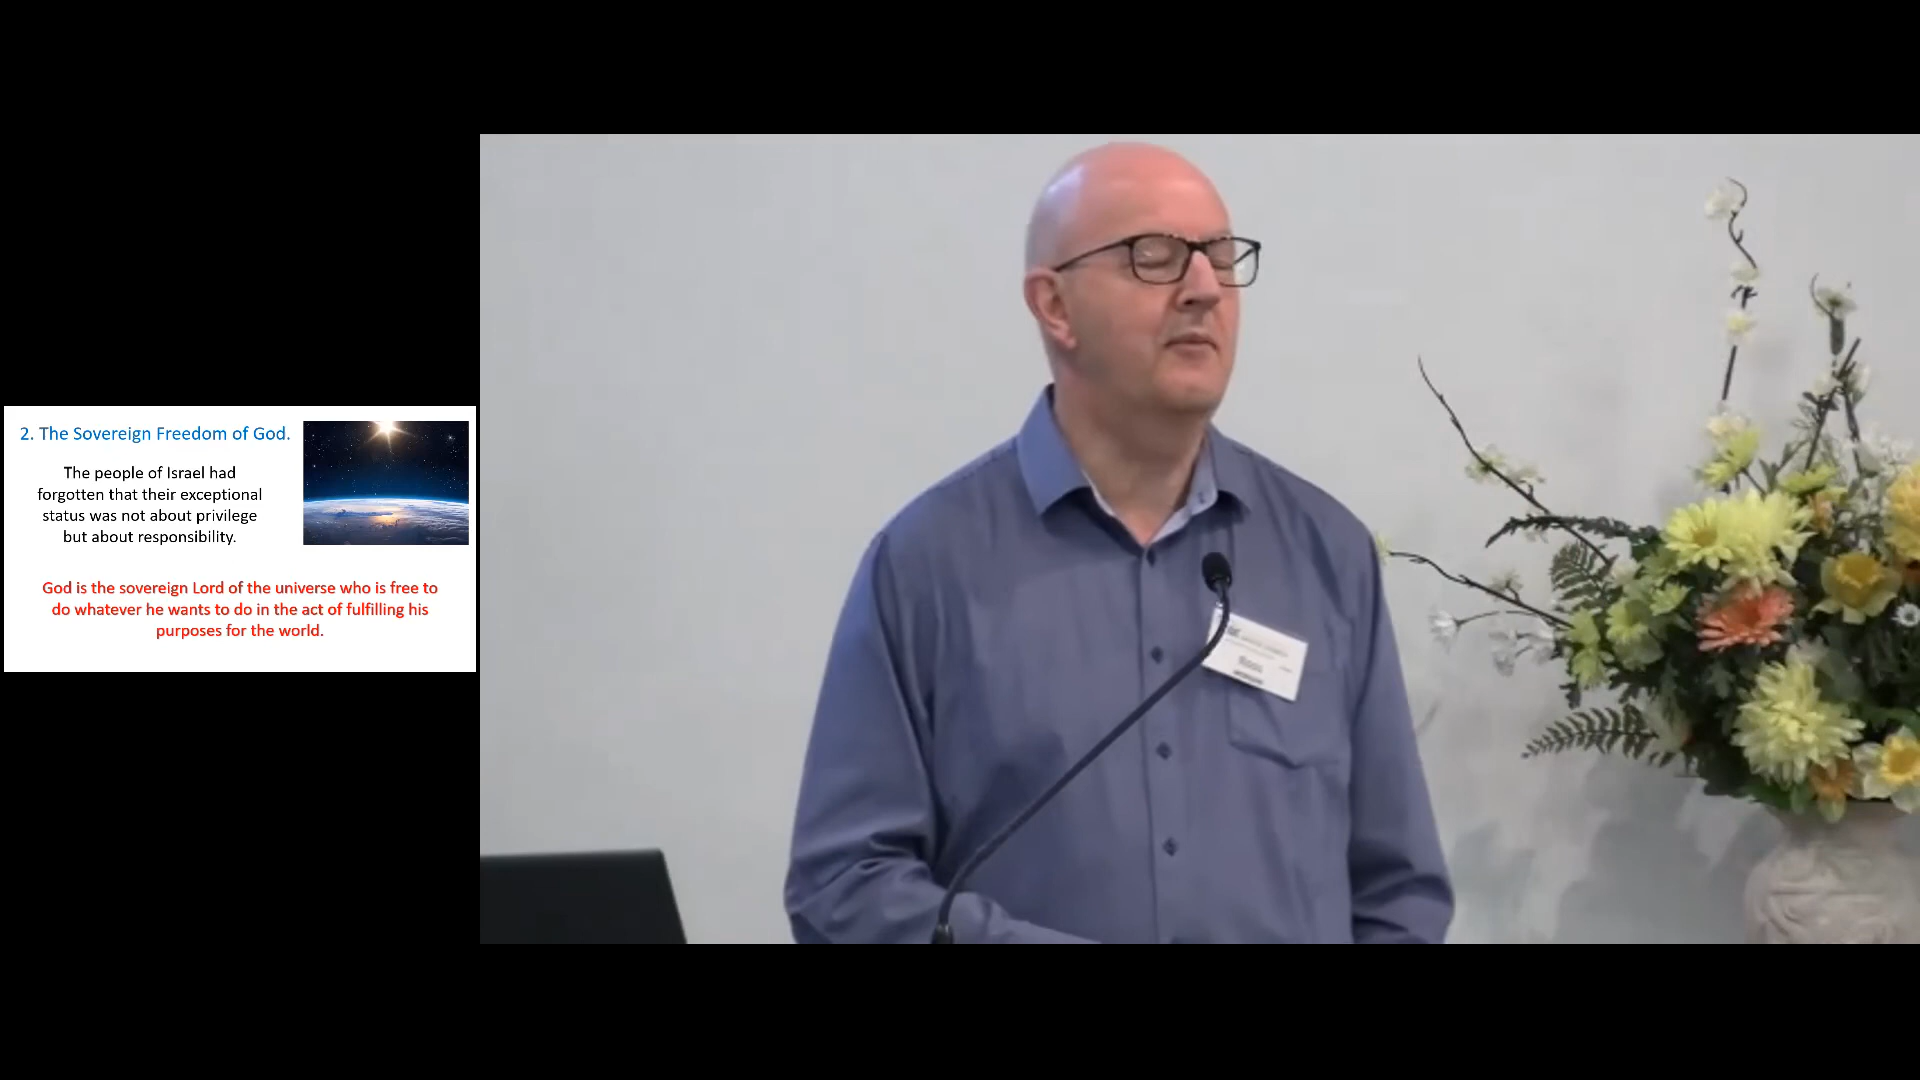 2. The Sovereign Freedom of God.
The people of Israel had
forgotten that their exceptional
status was not about privilege
but about responsibility.
God is the sovereign Lord of the universe who is free to
do whatever he wants to do in the act of fulfilling his
purposes for the world.